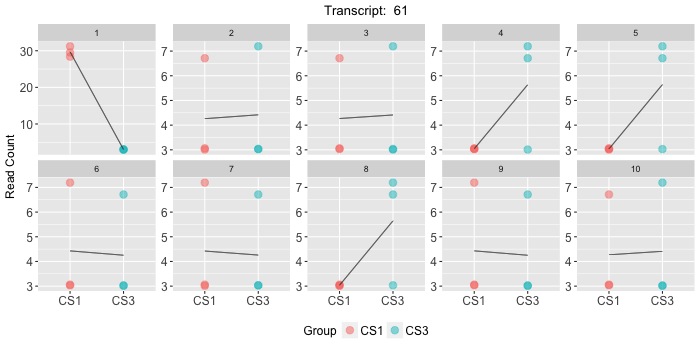 Transcript: 61
1 2 3 4 5
30 7 7 7 7
6 6 6 6
20 5 5 5 5
10 4 4 4 4
3 3 3 3
Read Count
6 7 8 9 10
7 7 7 7 7
6 6 6 6 6
5 5 5 5 5
4 4 4 4 4
3 3 3 3 3
CS1 CS3 CS1 CS3 CS1 CS3 CS1 CS3 CS1 CS3
Group CS1 CS3